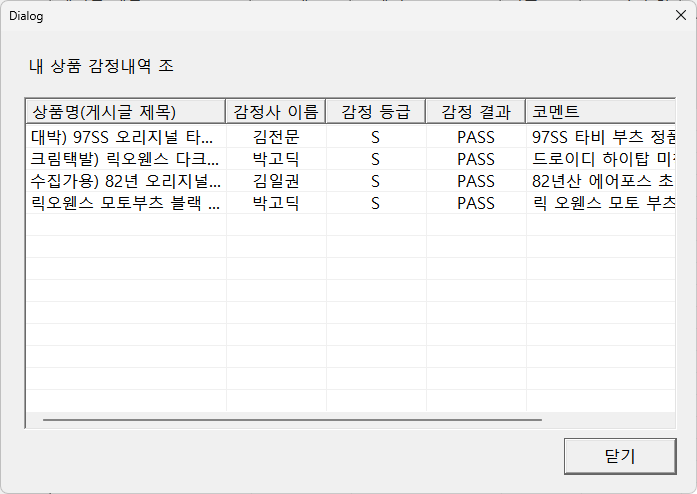 Dialog
내 상품 감정내역 조
상품명(게시글 제목) 감정사 이름 감정 등급 감정 결과 코멘트
대박) 97SS 오리지널 타... 김전문 S PASS 97SS 타비 부츠 정품
크림택발) 릭오웬스 다크... 박고딕 S PASS 드로이디 하이탑 미착
수집가용) 82년 오리지널... 김일권 S PASS 82년산 에어포스 초
릭오웬스 모토부츠 블랙 ... 박고딕 S PASS 릭 오웬스 모토 부츠
닫기